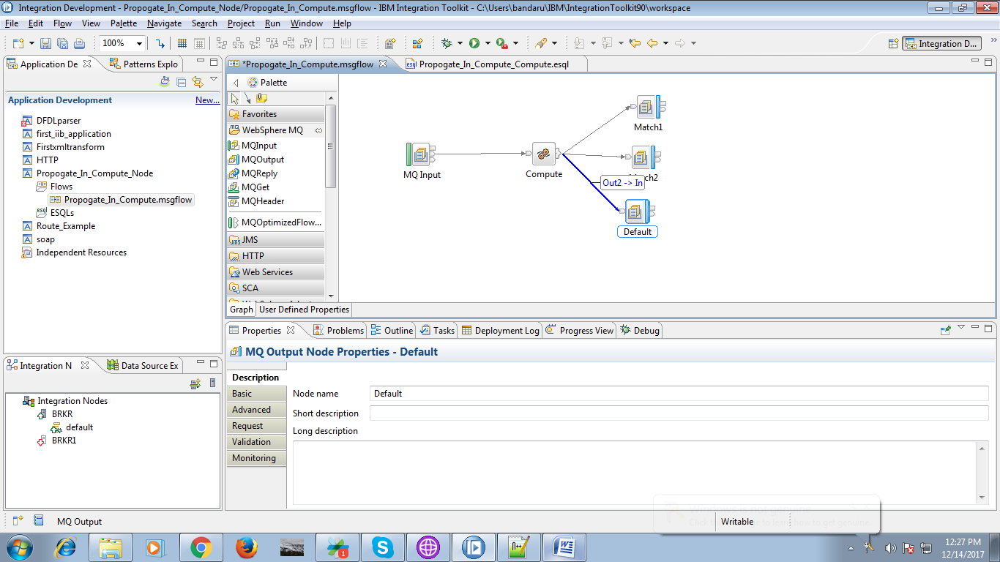 Integration Development - Propogate_In_Compute_Node/Propogate_In_Compute.msgflow - IBM Integration Toolkit - C:\Users\bandaru\IBM\IntegrationToolkit90\workspace
File Edit Flow View Palette Navigate Search Project Run Window Help
100% Integration D...
Application De Patterns Explo
Application Development New...
DFDLparser
first_iib_application
Firstxmltransform
HTTP
Propogate_In_Compute_Node
Flows
Propogate_In_Compute.msgflow
esql ESQLs
Route_Example
soap
Independent Resources
Integration N Data Source Ex
Integration Nodes
BRKR
default
BRKR1
*Propogate_In_Compute.msgflow esql Propogate_In_Compute_Compute.esql
Palette
Favorites
WebSphere MQ
MQInput
MQOutput
MQReply
MQGet
MQHeader
MQOptimizedFlow...
JMS
HTTP
Web Services
SCA
MQ Input
Compute
Match1
Out2 -> In
Default
Graph User Defined Properties
Properties Problems Outline Tasks Deployment Log Progress View Debug
MQ Output Node Properties - Default
Description
Basic
Advanced
Request
Validation
Monitoring
Node name Default
Short description
Long description
MQ Output Writable
1
12:27 PM
12/14/2017